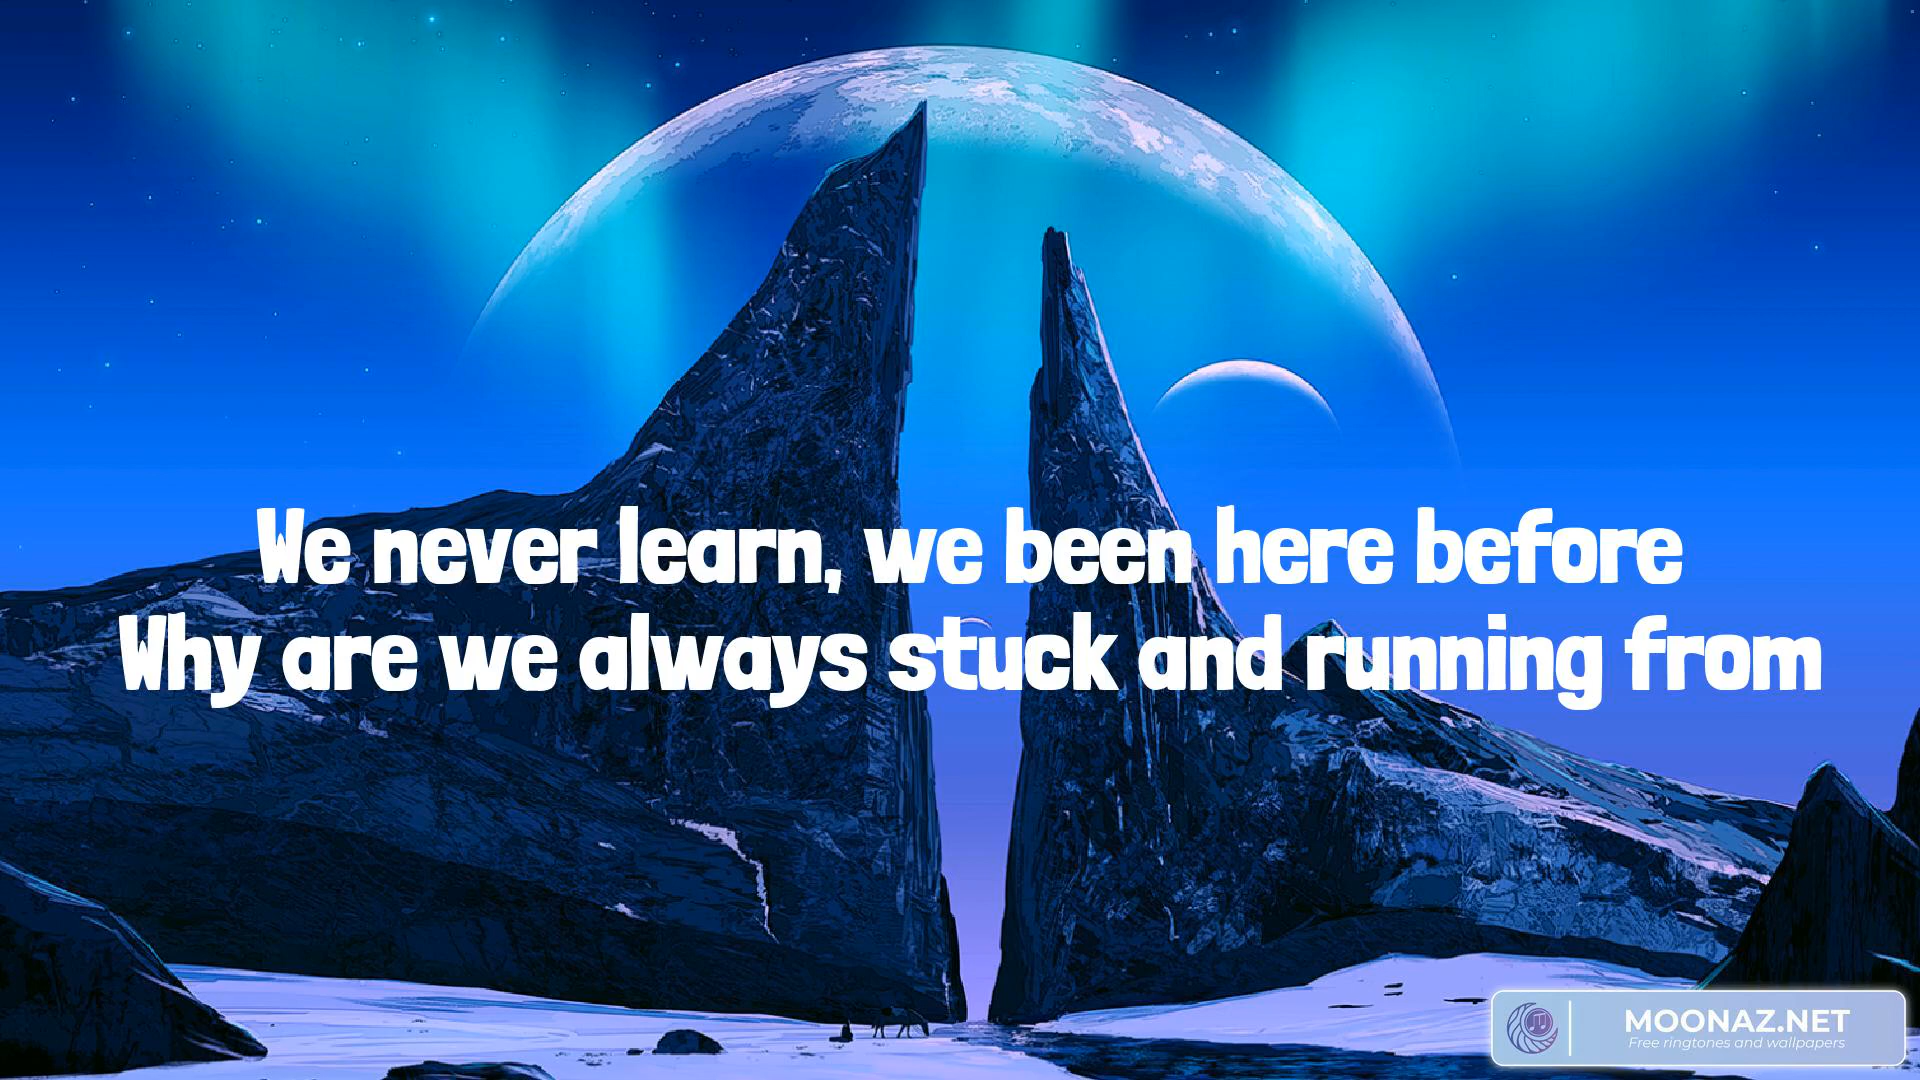 We never learn, we been here before
Why are we always stuck and running from
MOONAZ.NET
Free ringtones and wallpapers